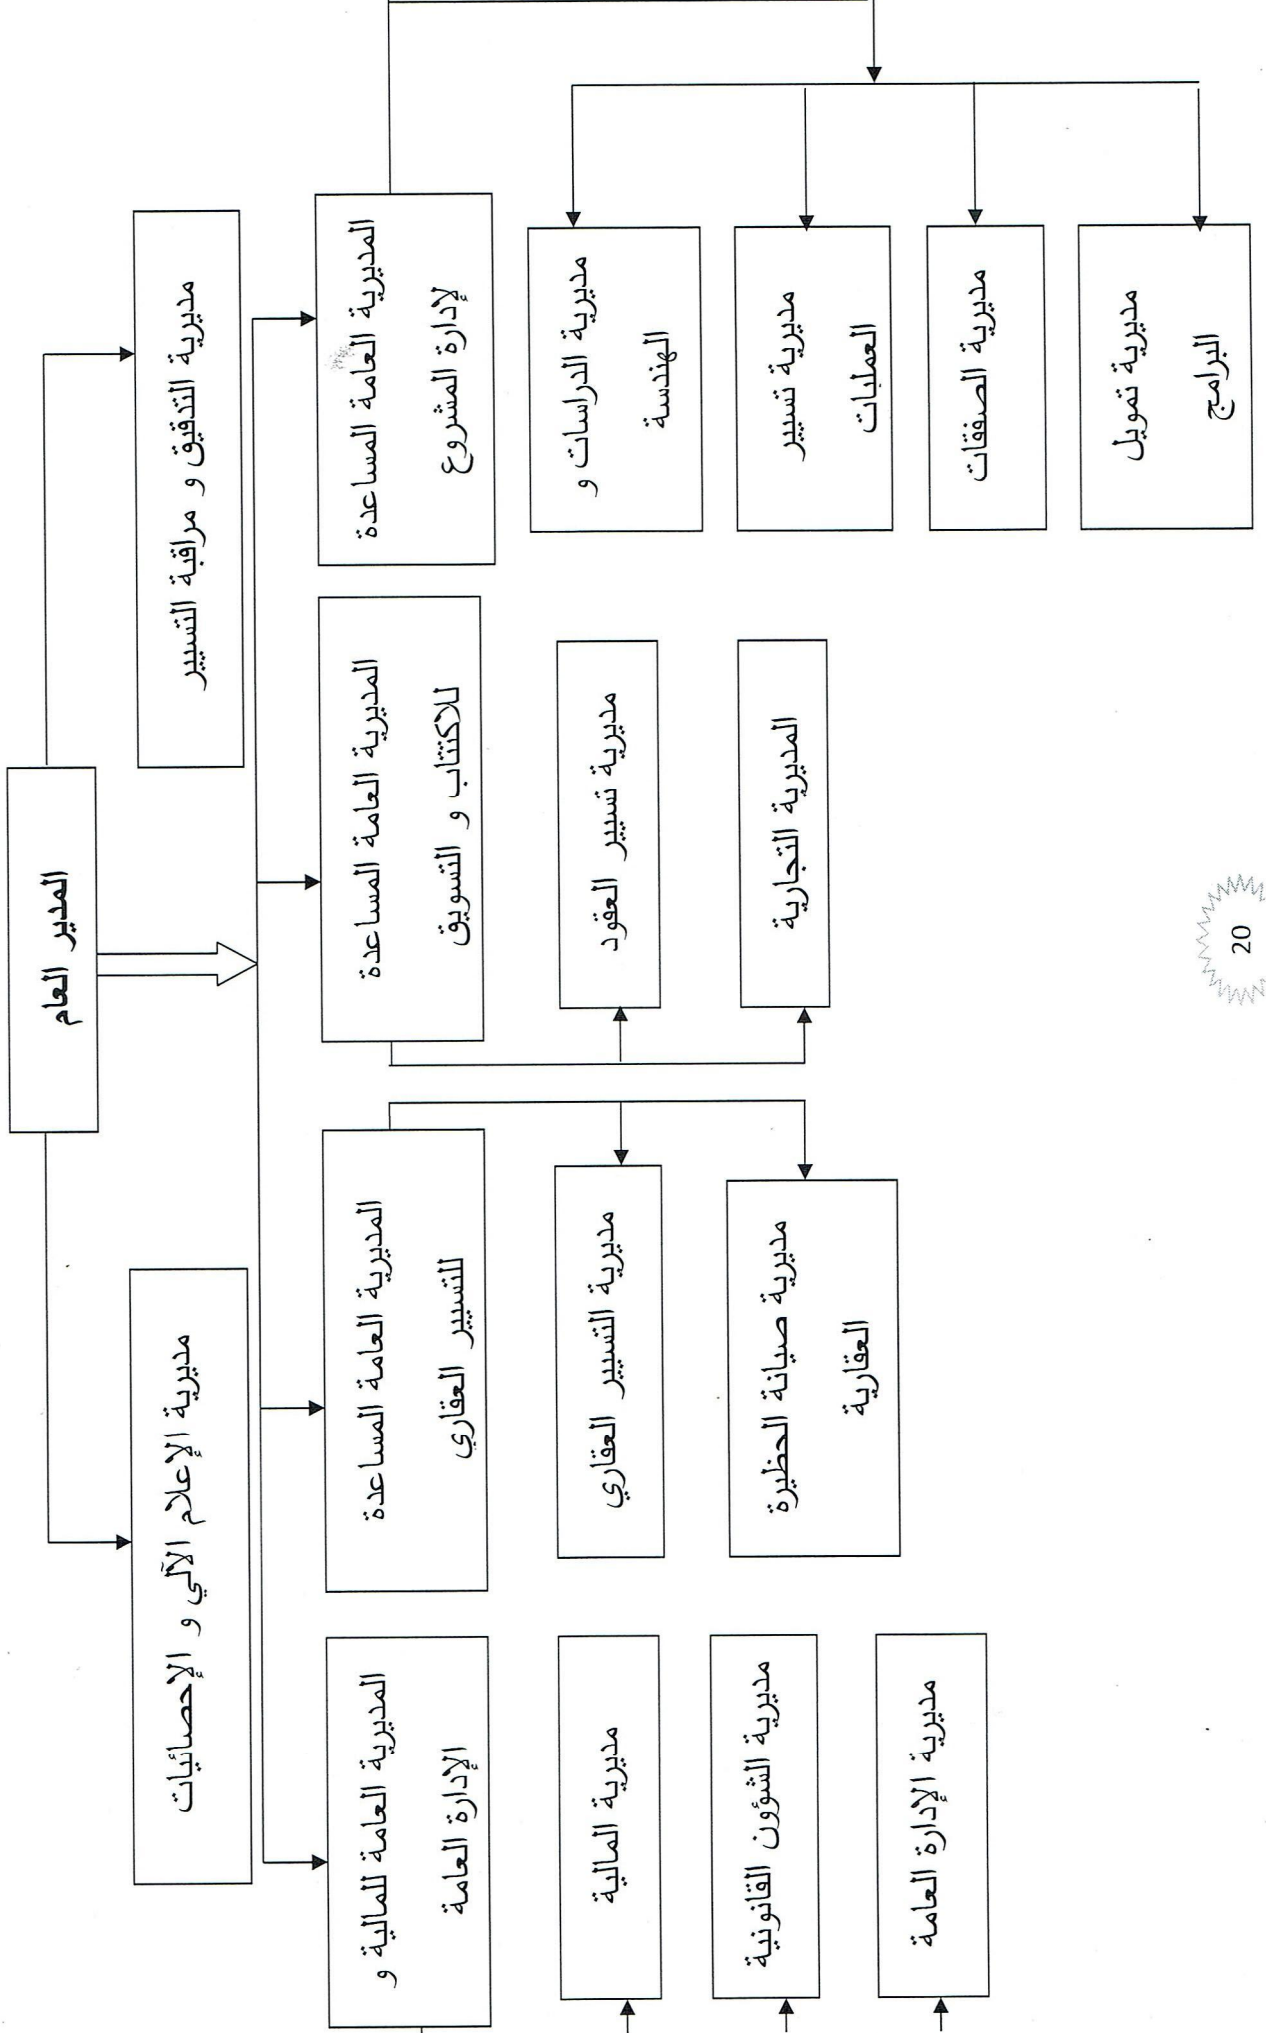 المدير العام
مديرية التدقيق و مراقبة التسيير
مديرية الإعلام الآلي و الإحصائيات
المديرية العامة المساعدة
لإدارة المشروع
المديرية العامة المساعدة
للاكتتاب و التسويق
المديرية العامة المساعدة
للتسيير العقاري
المديرية العامة للمالية و
الإدارة العامة
مديرية الدراسات و
الهندسة
مديرية تسيير
العمليات
مديرية الصفقات
مديرية تمويل
البرامج
مديرية تسيير العقود
المديرية التجارية
مديرية التسيير العقاري
مديرية صيانة الحظيرة
العقارية
مديرية المالية
مديرية الشؤون القانونية
مديرية الإدارة العامة
20